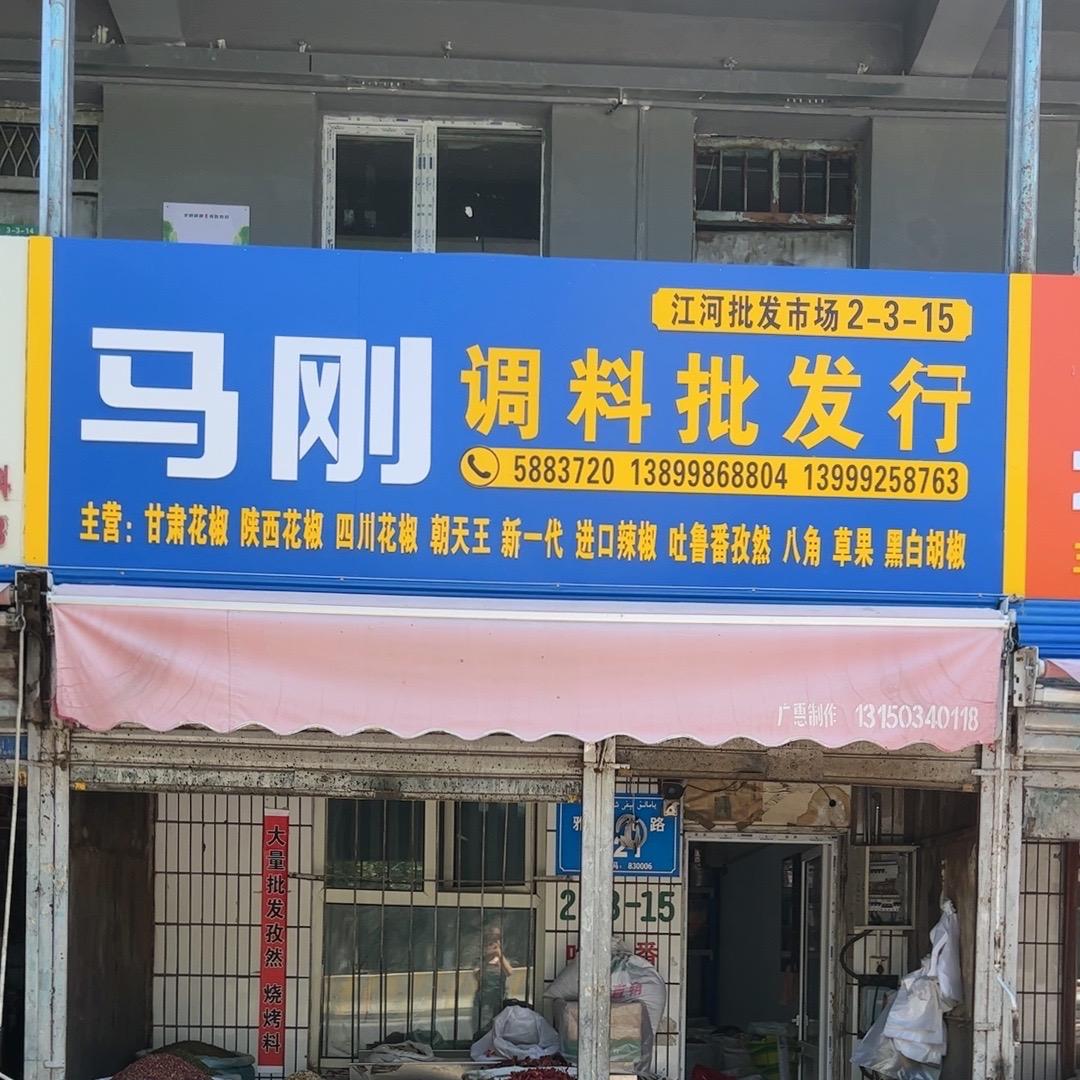 3-3-14
江河批发市场2-3-15
马刚 调料批发行
5883720 13899868804 13999258763
主营：甘肃花椒 陕西花椒 四川花椒 朝天王 新一代 进口辣椒 吐鲁番孜然 八角 草果 黑白胡椒
广惠制作 13150340118
大量批发孜然 烧烤料
路
830006
-15
番